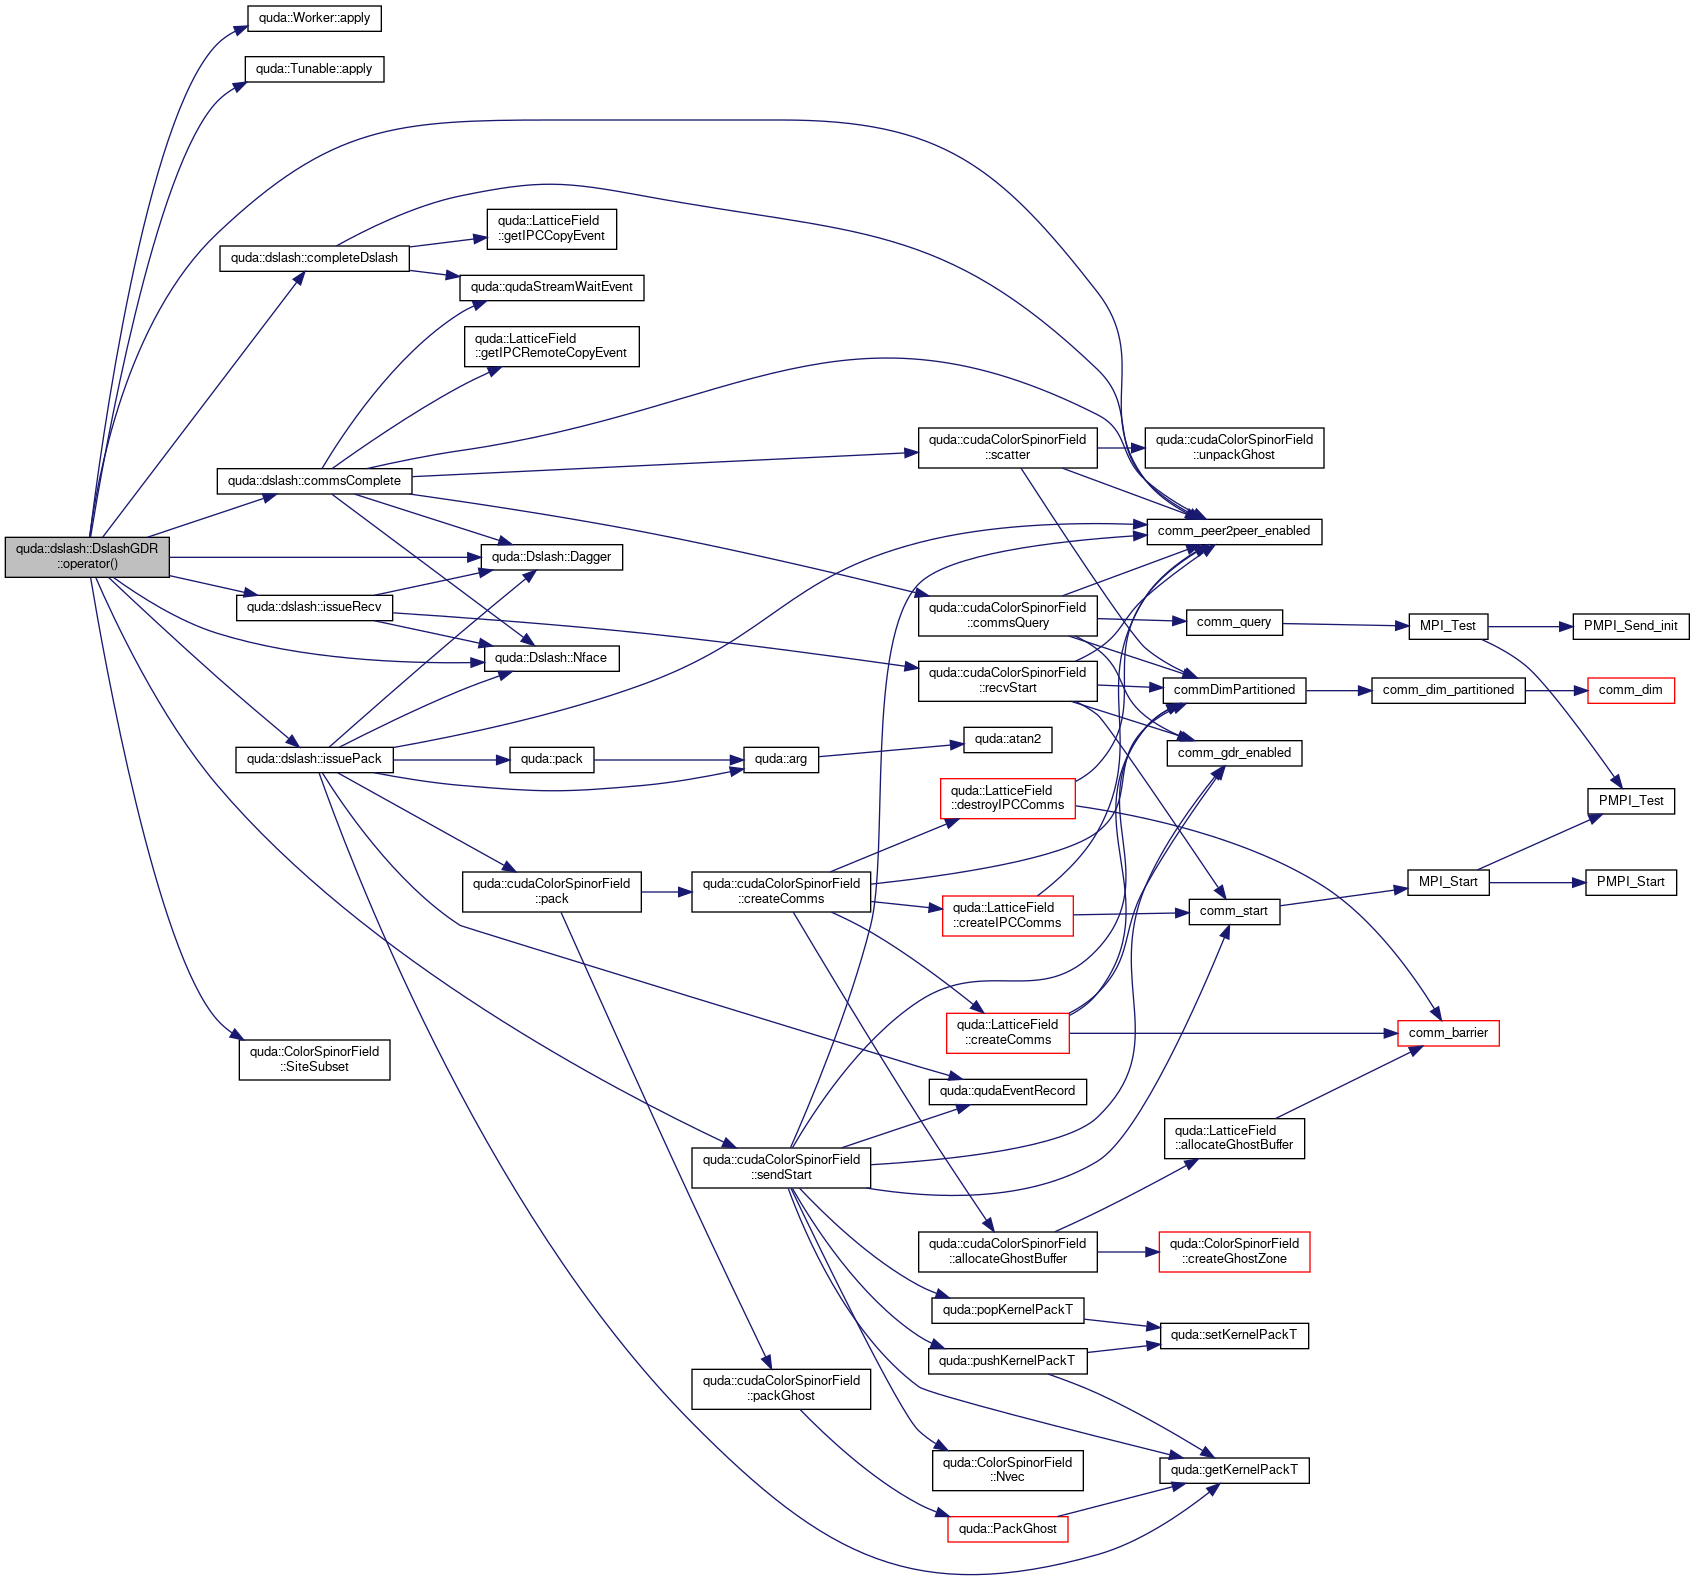 quda::Worker::apply
quda::Tunable::apply
quda::LatticeField
::getIPCCopyEvent
quda::dslash::completeDslash
quda::qudaStreamWaitEvent
quda::LatticeField
::getIPCRemoteCopyEvent
quda::cudaColorSpinorField
::scatter
quda::cudaColorSpinorField
::unpackGhost
quda::dslash::commsComplete
comm_peer2peer_enabled
quda::dslash::DslashGDR
::operator()
quda::Dslash::Dagger
quda::dslash::issueRecv
quda::cudaColorSpinorField
::commsQuery
comm_query
MPI_Test
PMPI_Send_init
quda::Dslash::Nface
quda::cudaColorSpinorField
::recvStart
commDimPartitioned
comm_dim_partitioned
comm_dim
quda::dslash::issuePack
quda::pack
quda::arg
quda::atan2
comm_gdr_enabled
quda::LatticeField
::destroyIPCComms
PMPI_Test
quda::cudaColorSpinorField
::pack
quda::cudaColorSpinorField
::createComms
quda::LatticeField
::createIPCComms
comm_start
MPI_Start
PMPI_Start
quda::ColorSpinorField
::SiteSubset
quda::LatticeField
::createComms
comm_barrier
quda::qudaEventRecord
quda::LatticeField
::allocateGhostBuffer
quda::cudaColorSpinorField
::sendStart
quda::cudaColorSpinorField
::allocateGhostBuffer
quda::ColorSpinorField
::createGhostZone
quda::popKernelPackT
quda::setKernelPackT
quda::pushKernelPackT
quda::cudaColorSpinorField
::packGhost
quda::ColorSpinorField
::Nvec
quda::getKernelPackT
quda::PackGhost